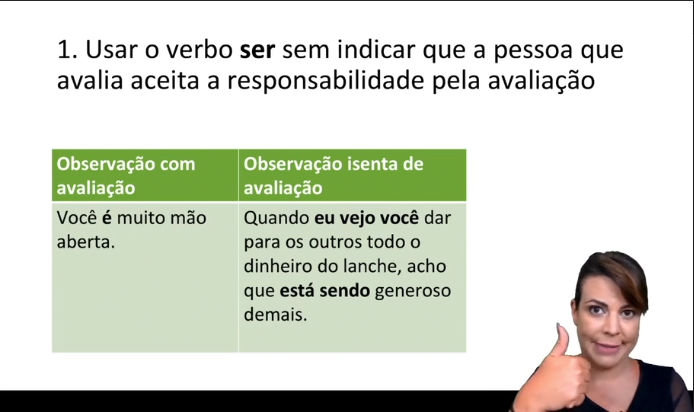 1. Usar o verbo ser sem indicar que a pessoa que
avalia aceita a responsabilidade pela avaliação
Observação com
avaliação
Observação isenta de
avaliação
Você é muito mão
aberta.
Quando eu vejo você dar
para os outros todo o
dinheiro do lanche, acho
que está sendo generoso
demais.